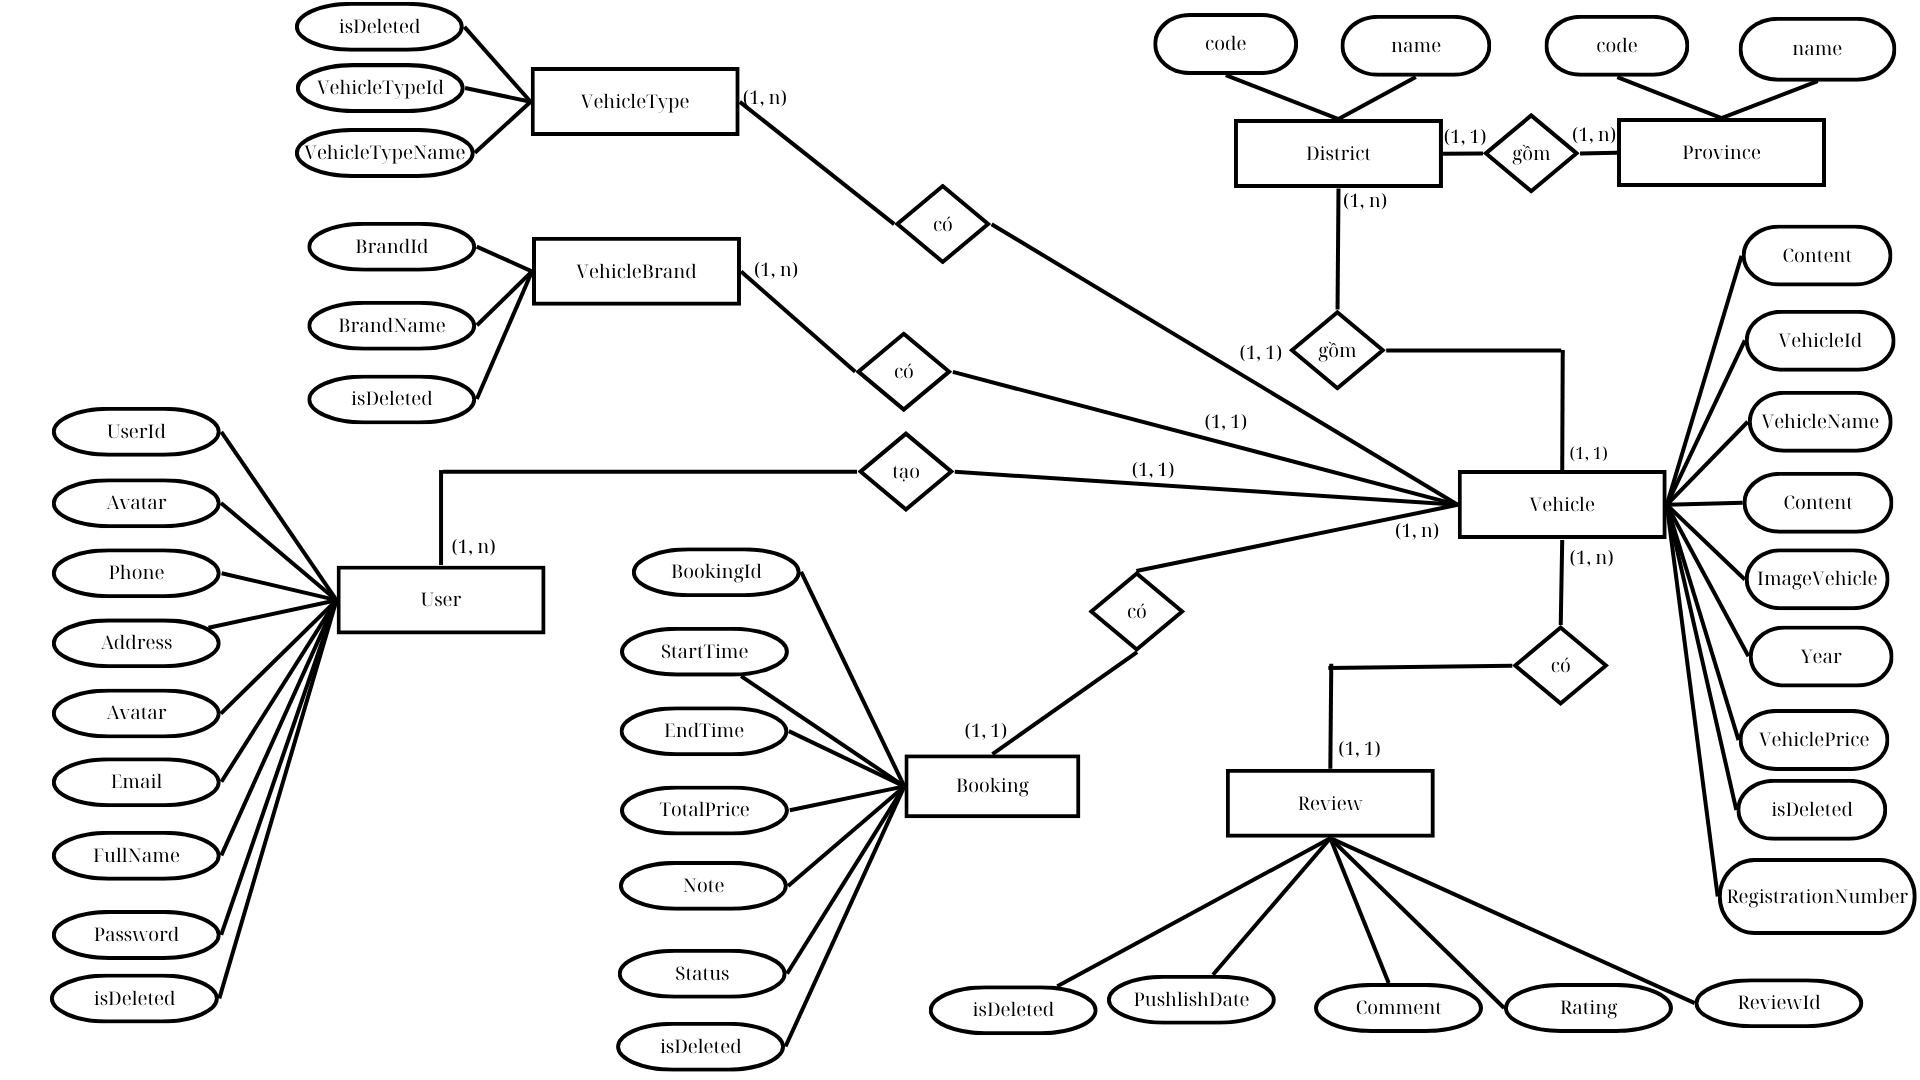 isDeleted
VehicleTypeId
VehicleTypeName
VehicleType
(1, n)
code
name
code
name
District
(1, 1)
gồm
(1, n)
Province
(1, n)
có
BrandId
BrandName
isDeleted
VehicleBrand
(1, n)
có
(1, 1)
gồm
(1, 1)
(1, 1)
tạo
(1, 1)
(1, n)
User
UserId
Avatar
Phone
Address
Avatar
Email
FullName
Password
isDeleted
Vehicle
(1, 1)
(1, n)
(1, n)
Content
VehicleId
VehicleName
Content
ImageVehicle
Year
VehiclePrice
isDeleted
RegistrationNumber
có
có
(1, 1)
Booking
BookingId
StartTime
EndTime
TotalPrice
Note
Status
isDeleted
(1, 1)
Review
isDeleted
PushlishDate
Comment
Rating
ReviewId